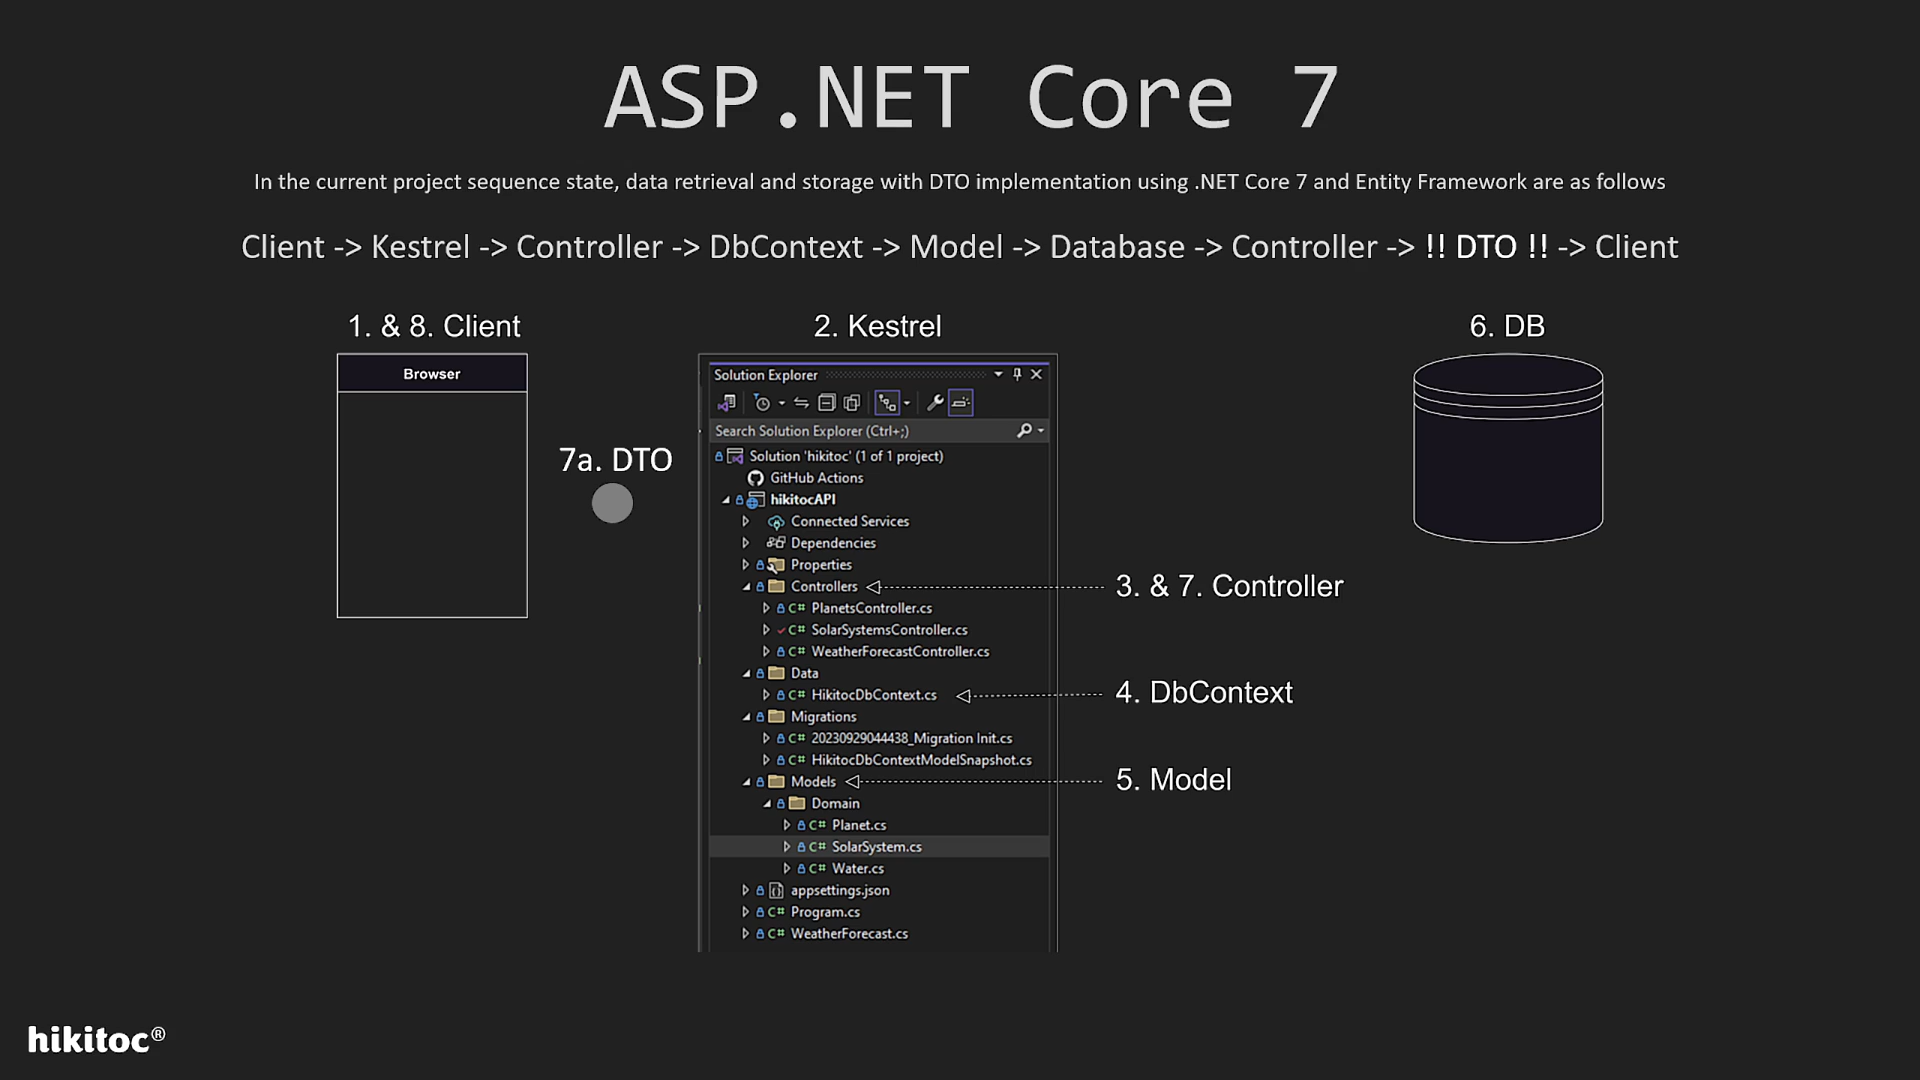 ASP.NET Core 7
In the current project sequence state, data retrieval and storage with DTO implementation using .NET Core 7 and Entity Framework are as follows
Client -> Kestrel -> Controller -> DbContext -> Model -> Database -> Controller -> !! DTO !! -> Client
1. & 8. Client
2. Kestrel
6. DB
Browser
7a. DTO
Solution Explorer
Search Solution Explorer (Ctrl+;)
Solution 'hikitoc' (1 of 1 project)
GitHub Actions
hikitocAPI
Connected Services
Dependencies
Properties
Controllers
3. & 7. Controller
C# PlanetsController.cs
C# SolarSystemsController.cs
C# WeatherForecastController.cs
Data
C# HikitocDbContext.cs
4. DbContext
Migrations
C# 20230929044438_Migration Init.cs
C# HikitocDbContextModelSnapshot.cs
Models
5. Model
Domain
C# Planet.cs
C# SolarSystem.cs
C# Water.cs
appsettings.json
C# Program.cs
C# WeatherForecast.cs
hikitoc®